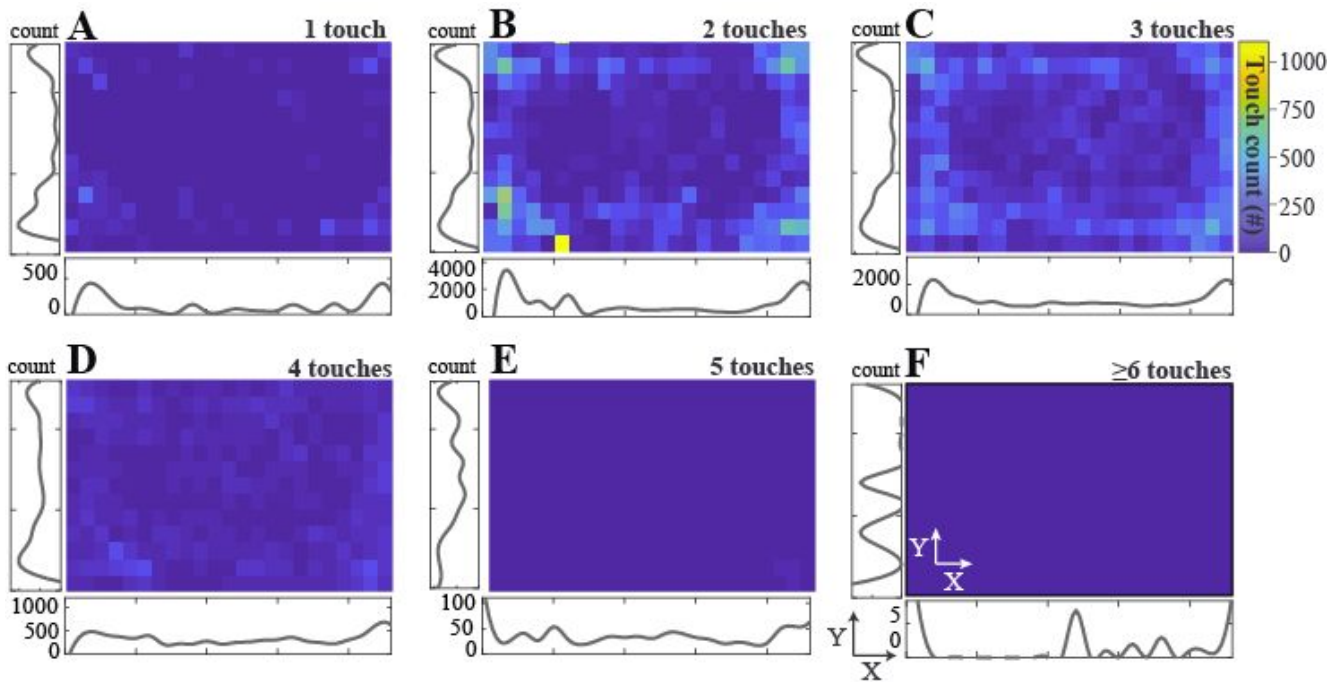 count A 1 touch
500
0
count B 2 touches
4000
2000
0
count C 3 touches
2000
0
1000
750
500
250
0
Touch count (#)
count D 4 touches
1000
500
0
count E 5 touches
100
50
0
count F ≥6 touches
Y
X
5
0
Y
X